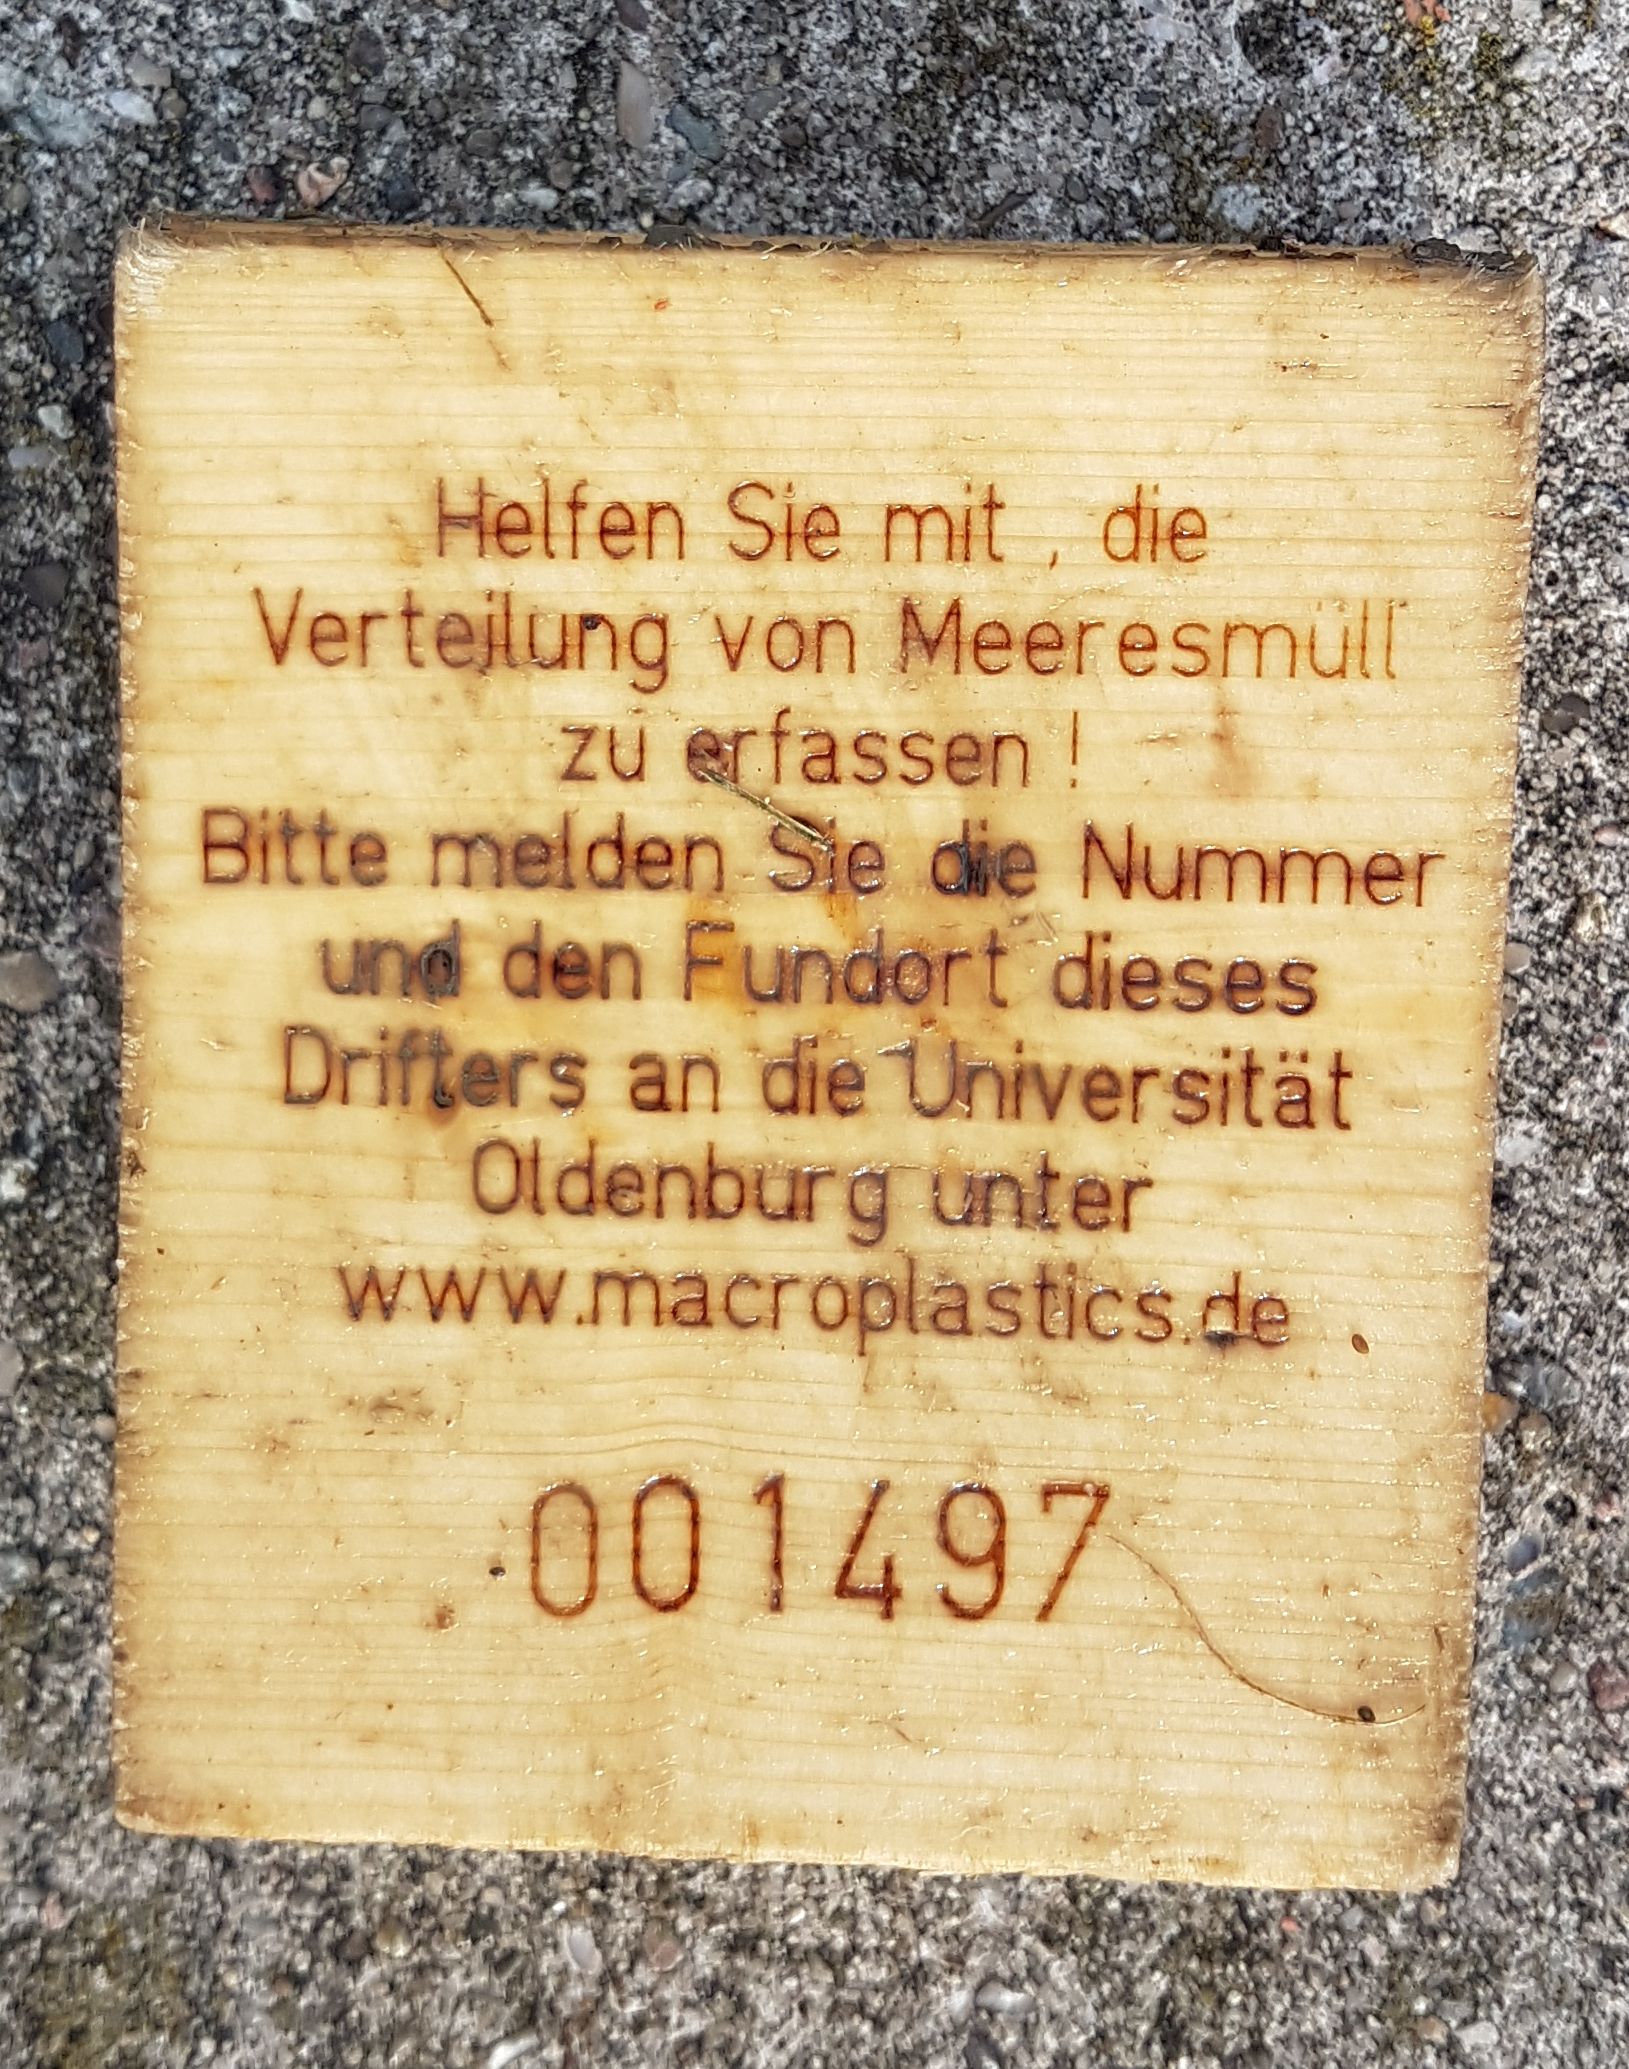 Helfen Sie mit , die
Verteilung von Meeresmüll
zu erfassen !
Bitte melden Sie die Nummer
und den Fundort dieses
Drifters an die Universität
Oldenburg unter
www.macroplastics.de
001497